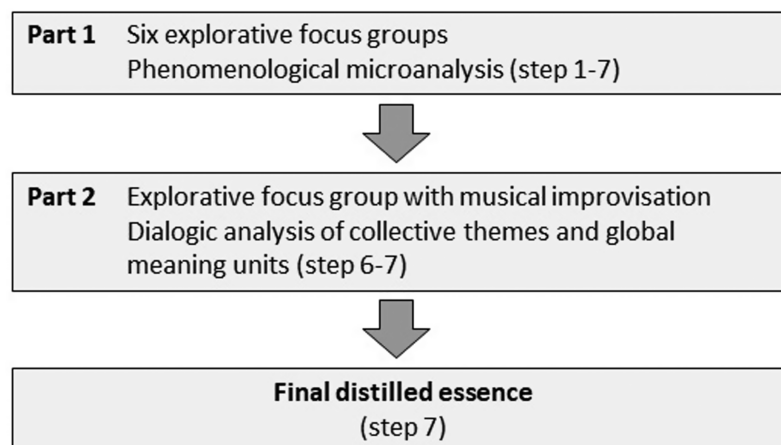 Part 1 Six explorative focus groups
Phenomenological microanalysis (step 1-7)
Part 2 Explorative focus group with musical improvisation
Dialogic analysis of collective themes and global
meaning units (step 6-7)
Final distilled essence
(step 7)